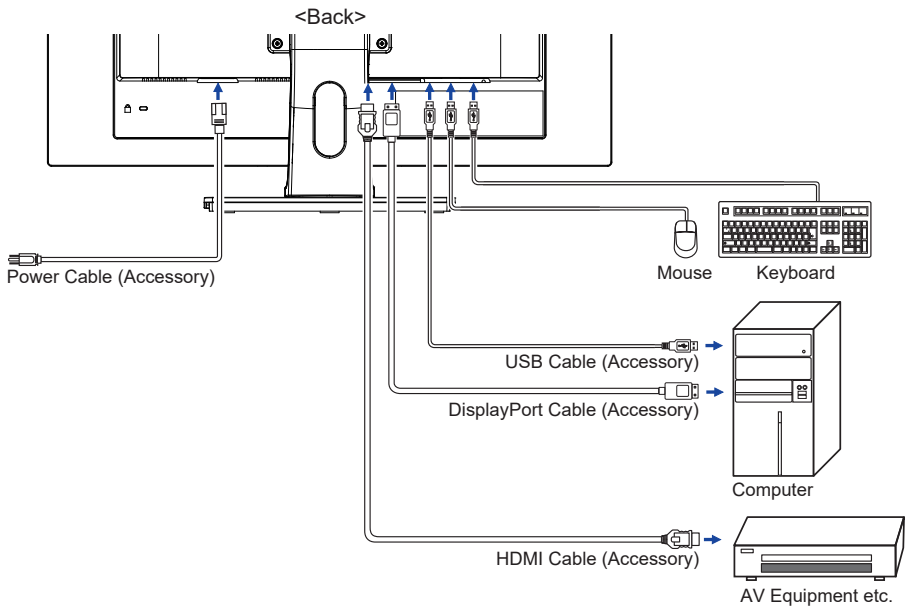 <Back>
Power Cable (Accessory)
Mouse
Keyboard
USB Cable (Accessory)
DisplayPort Cable (Accessory)
Computer
HDMI Cable (Accessory)
AV Equipment etc.